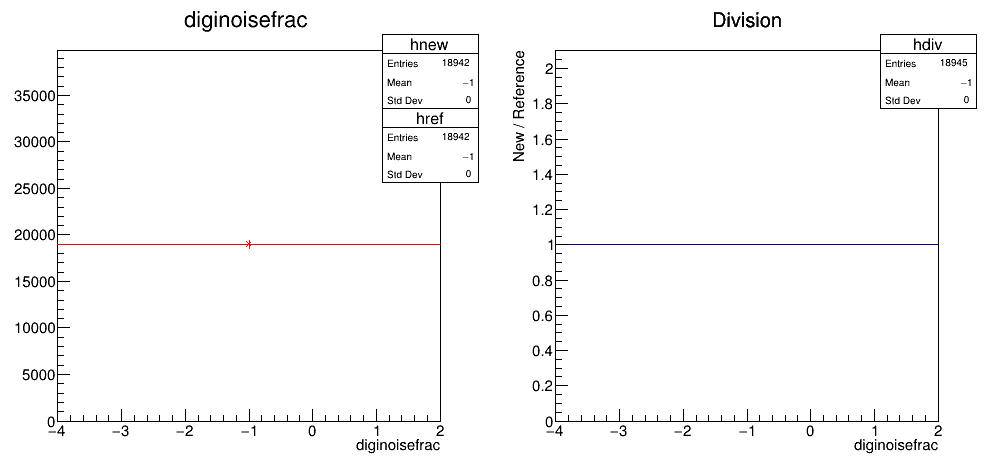 diginoisefrac
hnew
Entries 18942
Mean −1
Std Dev 0
href
Entries 18942
Mean −1
Std Dev 0
35000
30000
25000
20000
15000
10000
5000
0
−4 −3 −2 −1 0 1 2
diginoisefrac
Division
hdiv
Entries 18945
Mean −1
Std Dev 0
New / Reference
2
1.8
1.6
1.4
1.2
1
0.8
0.6
0.4
0.2
0
−4 −3 −2 −1 0 1 2
diginoisefrac